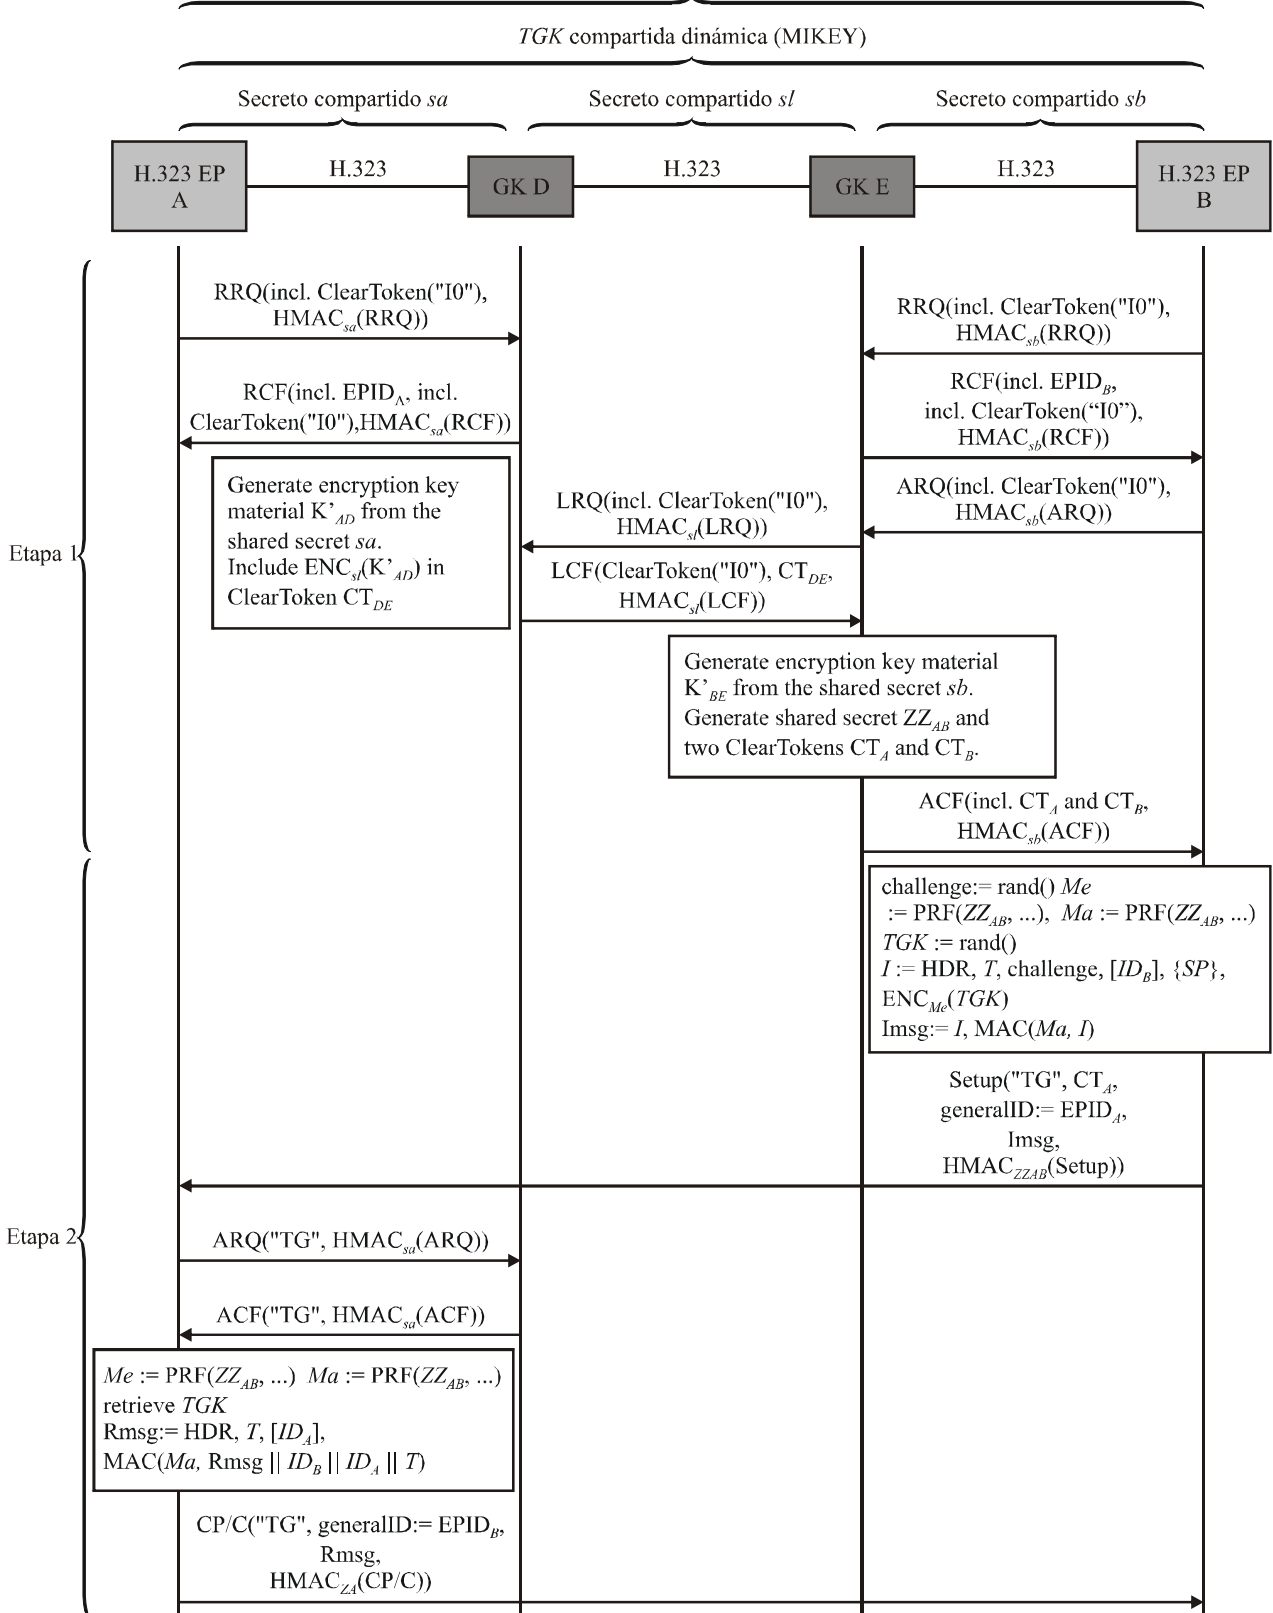 TGK compartida dinámica (MIKEY)
Secreto compartido sa
Secreto compartido sl
Secreto compartido sb
H.323 EP
A
H.323
GK D
H.323
GK E
H.323
H.323 EP
B
Etapa 1
RRQ(incl. ClearToken("I0"),
HMACsa(RRQ))
RRQ(incl. ClearToken("I0"),
HMACsb(RRQ))
RCF(incl. EPIDA, incl.
ClearToken("I0"),HMACsa(RCF))
RCF(incl. EPIDB,
incl. ClearToken(“I0”),
HMACsb(RCF))
Generate encryption key
material K’AD from the
shared secret sa.
Include ENCsl(K’AD) in
ClearToken CTDE
ARQ(incl. ClearToken("I0"),
HMACsb(ARQ))
LRQ(incl. ClearToken("I0"),
HMACsl(LRQ))
LCF(ClearToken("I0"), CTDE,
HMACsl(LCF))
Generate encryption key material
K’BE from the shared secret sb.
Generate shared secret ZZAB and
two ClearTokens CTA and CTB.
ACF(incl. CTA and CTB,
HMACsb(ACF))
Etapa 2
challenge:= rand() Me
:= PRF(ZZAB, ...), Ma := PRF(ZZAB, ...)
TGK := rand()
I := HDR, T, challenge, [IDB], {SP},
ENCMe(TGK)
Imsg:= I, MAC(Ma, I)
Setup("TG", CTA,
generalID:= EPIDA,
Imsg,
HMACZZAB(Setup))
ARQ("TG", HMACsa(ARQ))
ACF("TG", HMACsa(ACF))
Me := PRF(ZZAB, ...) Ma := PRF(ZZAB, ...)
retrieve TGK
Rmsg:= HDR, T, [IDA],
MAC(Ma, Rmsg || IDB || IDA || T)
CP/C("TG", generalID:= EPIDB,
Rmsg,
HMACZA(CP/C))